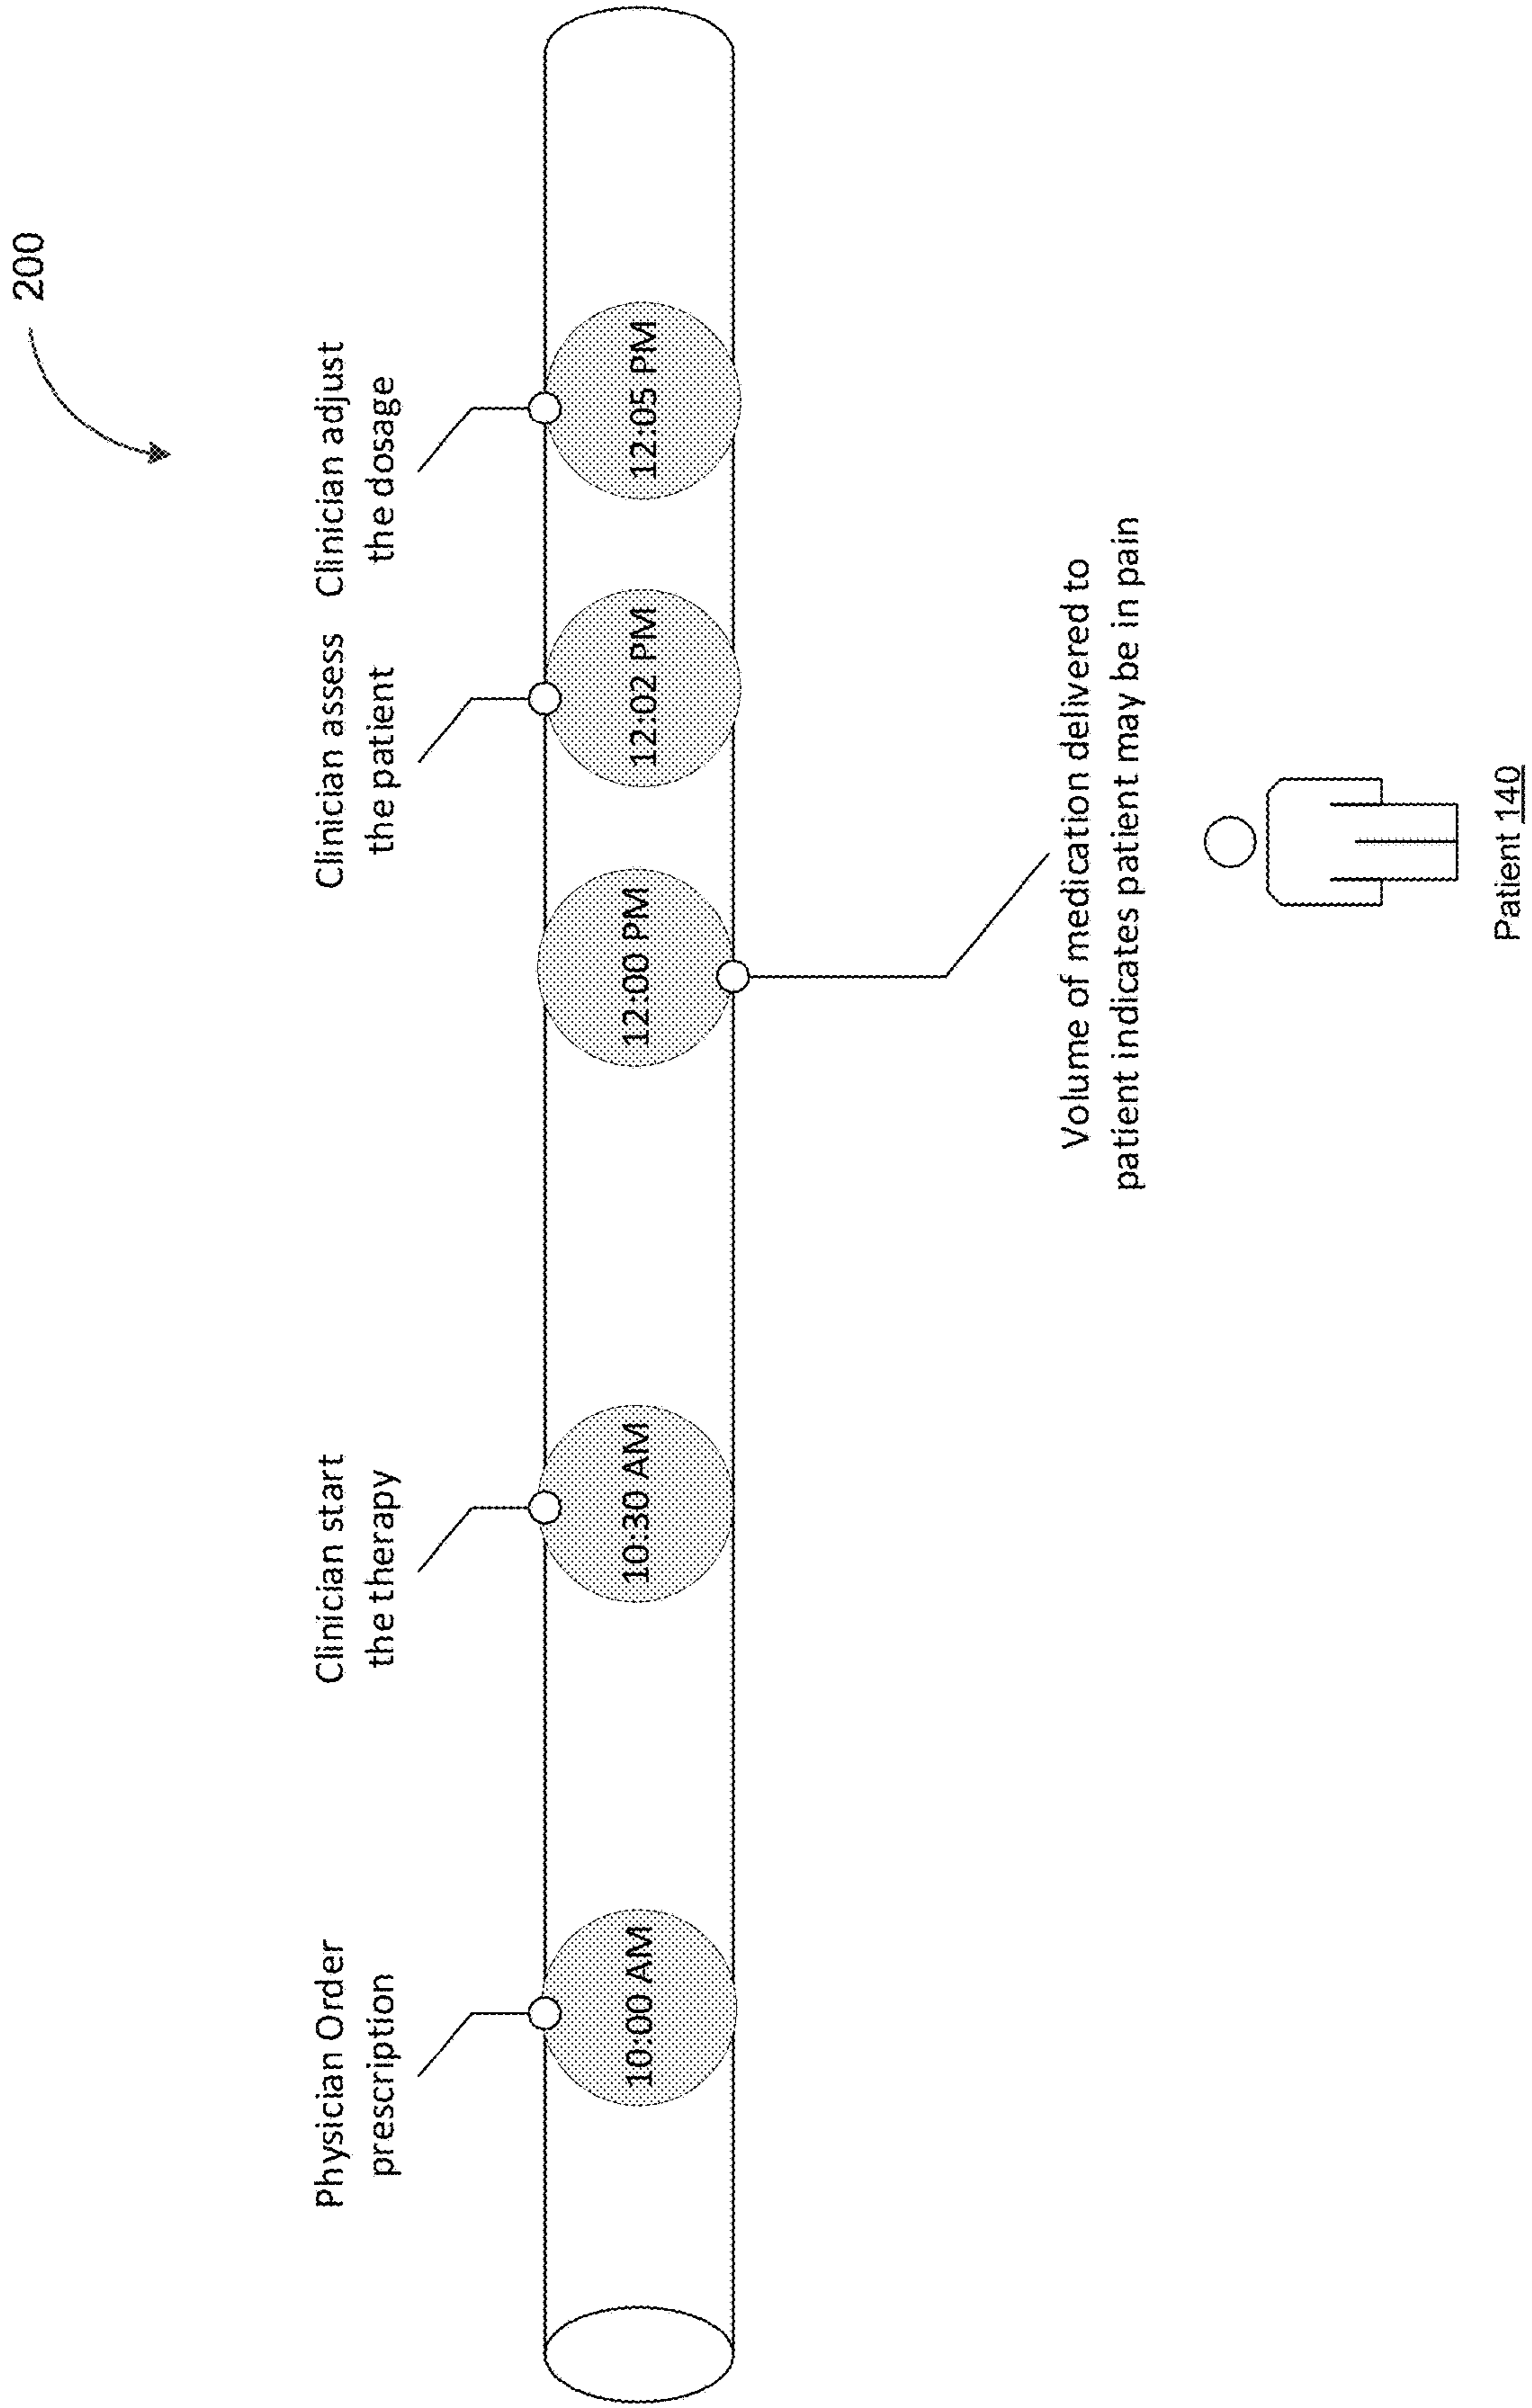 200
Physician Order
prescription
Clinician start
the therapy
Clinician assess
the patient
Clinician adjust
the dosage
10:00 AM
10:30 AM
12:00 PM
12:02 PM
12:05 PM
Volume of medication delivered to
patient indicates patient may be in pain
Patient 140